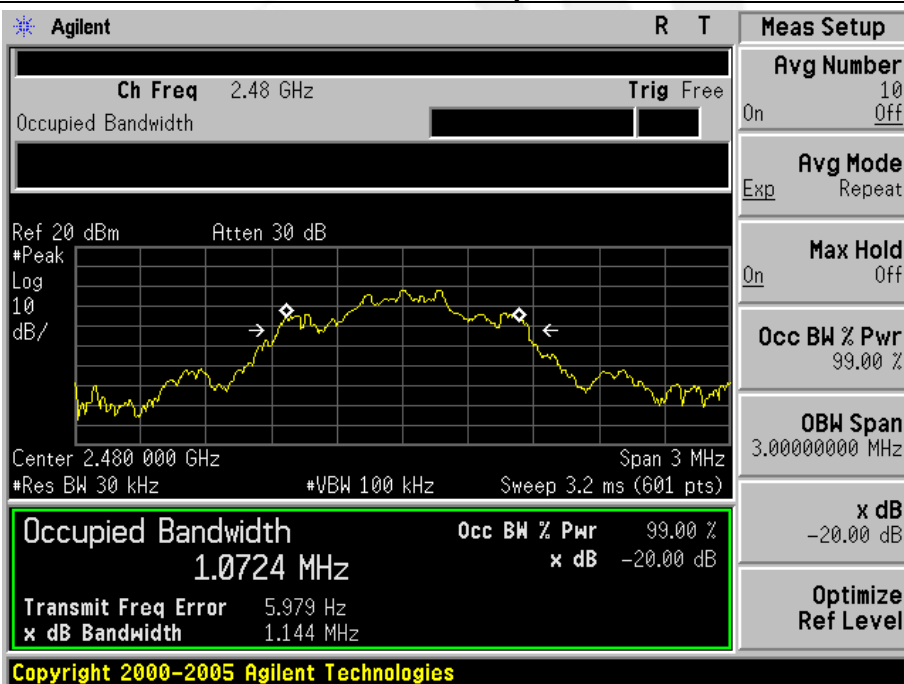 Agilent R T Meas Setup
Ch Freq 2.48 GHz Trig Free
Occupied Bandwidth
Avg Number
10
On Off
Avg Mode
Exp Repeat
Max Hold
On Off
Occ BW % Pwr
99.00 %
OBW Span
3.00000000 MHz
x dB
-20.00 dB
Optimize
Ref Level
Ref 20 dBm Atten 30 dB
#Peak
Log
10
dB/
Center 2.480 000 GHz Span 3 MHz
#Res BW 30 kHz #VBW 100 kHz Sweep 3.2 ms (601 pts)
Occupied Bandwidth
1.0724 MHz
Occ BW % Pwr 99.00 %
x dB -20.00 dB
Transmit Freq Error 5.979 Hz
x dB Bandwidth 1.144 MHz
Copyright 2000-2005 Agilent Technologies